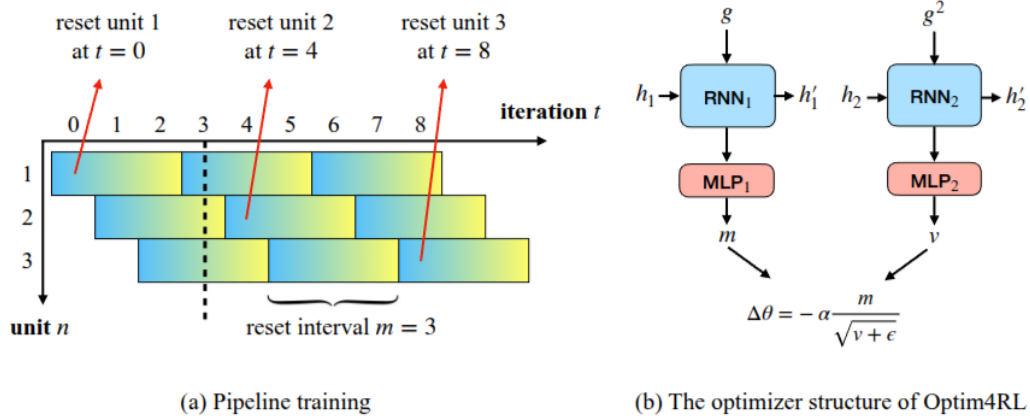 reset unit 1
at t = 0
reset unit 2
at t = 4
reset unit 3
at t = 8
iteration t
0 1 2 3 4 5 6 7 8
1
2
3
unit n
reset interval m = 3
(a) Pipeline training
g
g²
h₁
RNN₁
h₁′
h₂
RNN₂
h₂′
MLP₁
MLP₂
m
v
Δθ = − α m / √(v + ϵ)
(b) The optimizer structure of Optim4RL